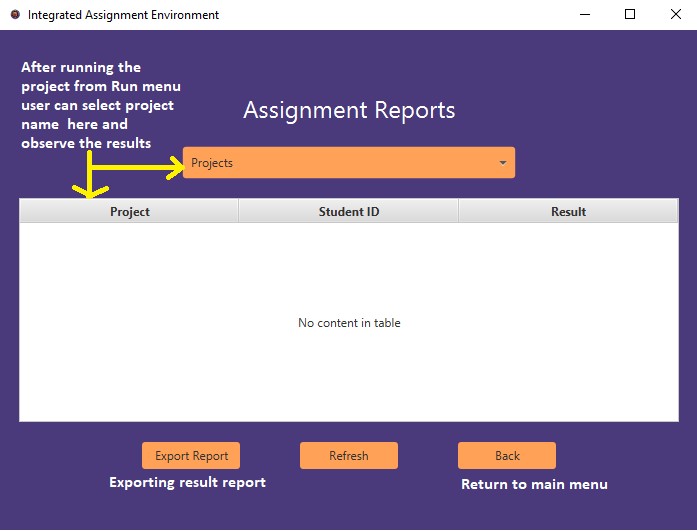 Integrated Assignment Environment
After running the
project from Run menu
user can select project
name  here and
observe the results
Assignment Reports
Projects
Project Student ID Result
No content in table
Export Report Refresh Back
Exporting result report
Return to main menu